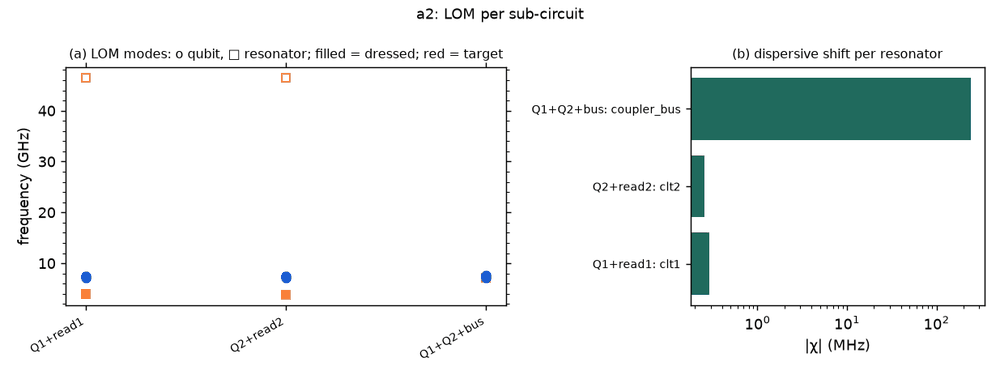 a2: LOM per sub-circuit
(a) LOM modes: o qubit, □ resonator; filled = dressed; red = target
frequency (GHz)
40
30
20
10
Q1+read1
Q2+read2
Q1+Q2+bus
(b) dispersive shift per resonator
Q1+Q2+bus: coupler_bus
Q2+read2: clt2
Q1+read1: clt1
10⁰
10¹
10²
|χ| (MHz)